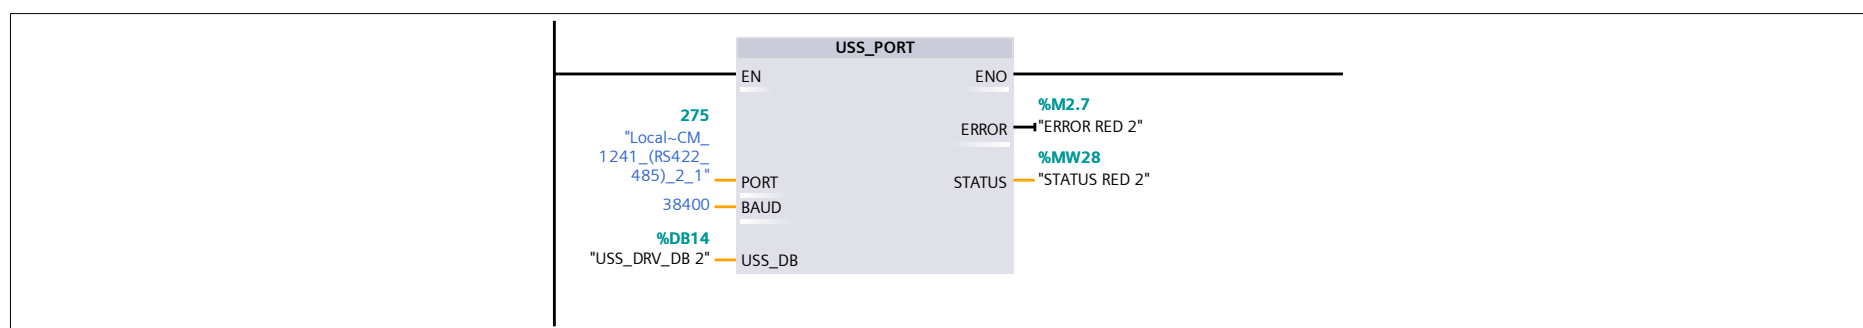 USS_PORT
EN
ENO
275
"Local~CM_
1241_(RS422_
485)_2_1"
PORT
38400
BAUD
%DB14
"USS_DRV_DB 2"
USS_DB
%M2.7
ERROR
"ERROR RED 2"
%MW28
STATUS
"STATUS RED 2"